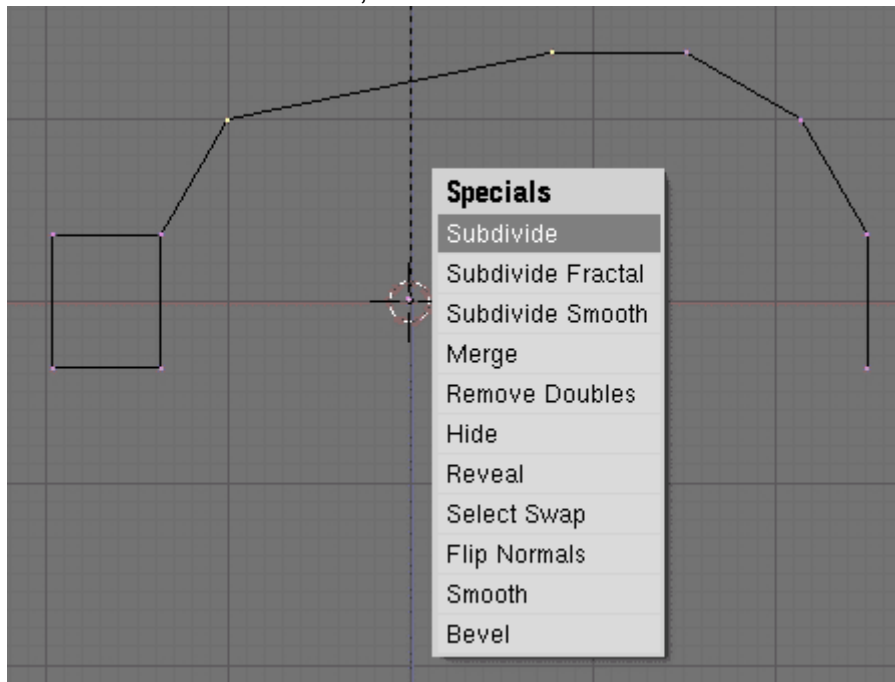 Specials
Subdivide
Subdivide Fractal
Subdivide Smooth
Merge
Remove Doubles
Hide
Reveal
Select Swap
Flip Normals
Smooth
Bevel